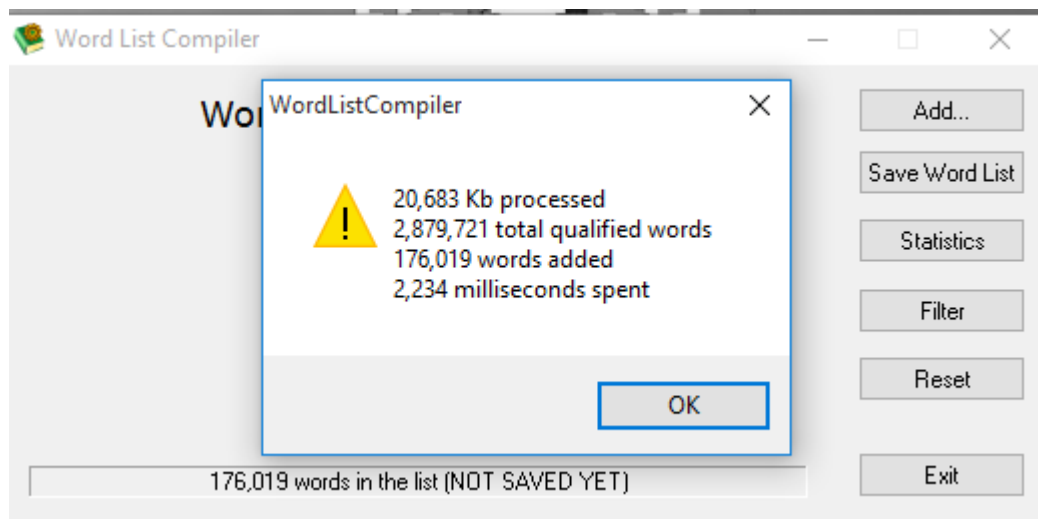 Word List Compiler
WordListCompiler
Add...
Save Word List
20,683 Kb processed
2,879,721 total qualified words
176,019 words added
2,234 milliseconds spent
Statistics
Filter
Reset
OK
176,019 words in the list (NOT SAVED YET)
Exit